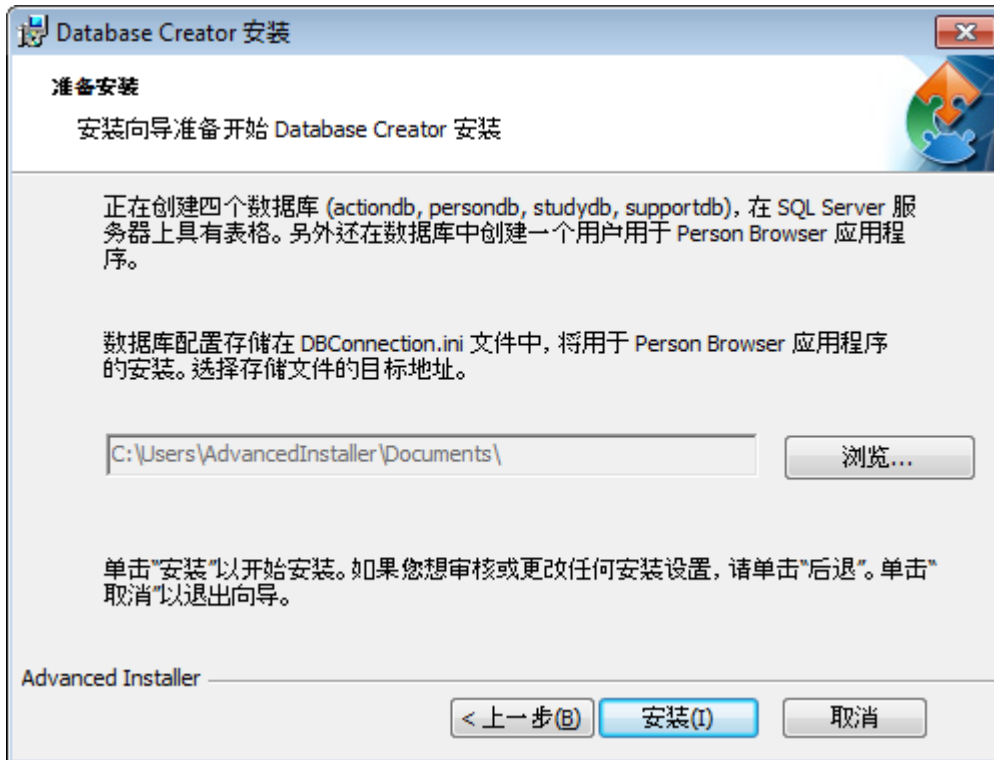 Database Creator 安装
准备安装
安装向导准备开始 Database Creator 安装
正在创建四个数据库 (actiondb, persondb, studydb, supportdb)，在 SQL Server 服
务器上具有表格。另外还在数据库中创建一个用户用于 Person Browser 应用程
序。
数据库配置存储在 DBConnection.ini 文件中，将用于 Person Browser 应用程序
的安装。选择存储文件的目标地址。
C:\Users\AdvancedInstaller\Documents\
浏览...
单击“安装”以开始安装。如果您想审核或更改任何安装设置，请单击“后退”。单击“
取消”以退出向导。
Advanced Installer
< 上一步(B)
安装(I)
取消